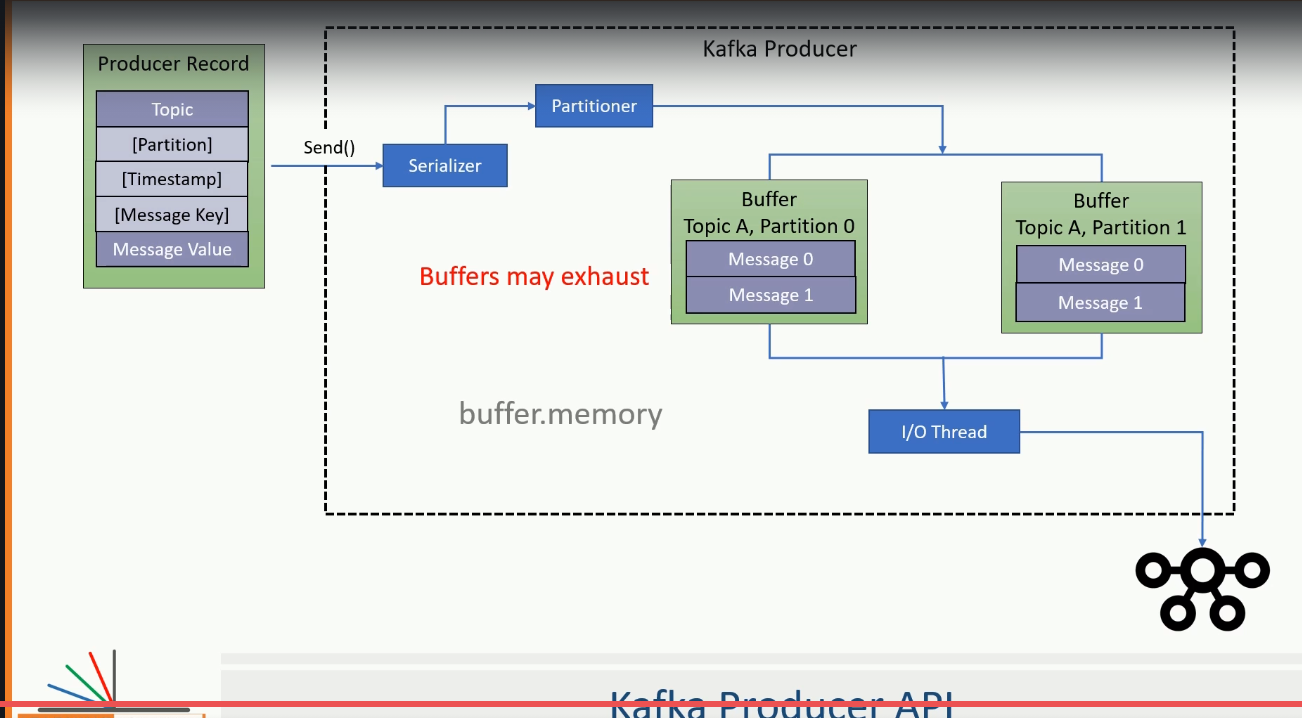 Kafka Producer
Producer Record
Topic
[Partition]
[Timestamp]
[Message Key]
Message Value
Send()
Serializer
Partitioner
Buffer
Topic A, Partition 0
Message 0
Message 1
Buffer
Topic A, Partition 1
Message 0
Message 1
Buffers may exhaust
buffer.memory
I/O Thread
Kafka Producer API